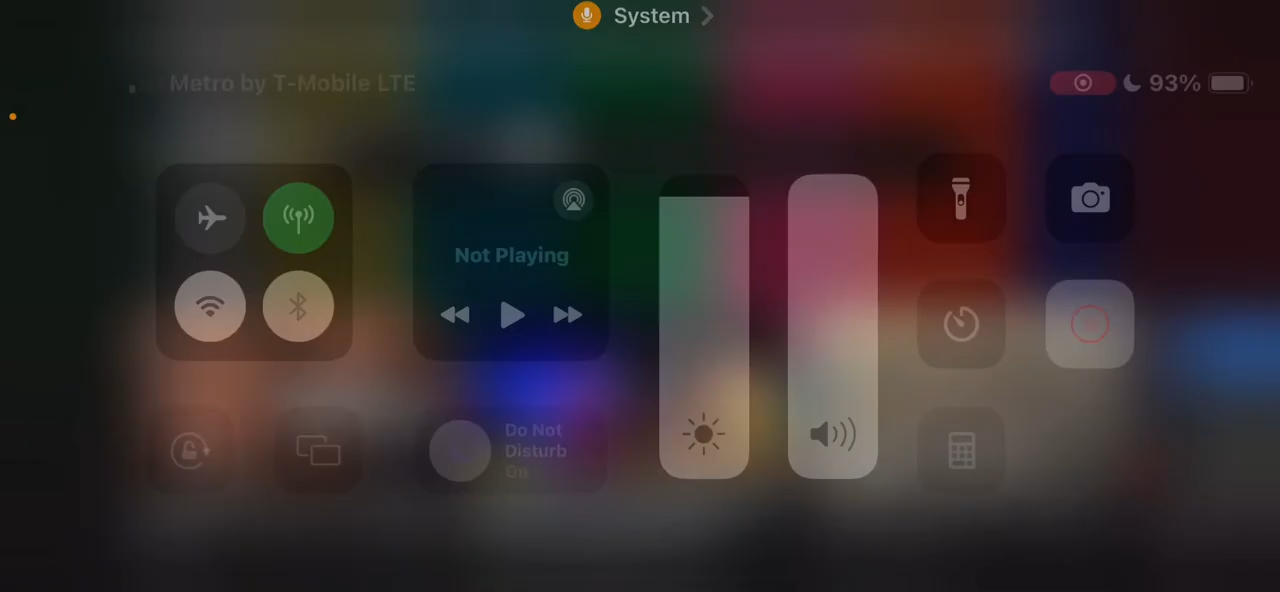 System
Metro by T-Mobile LTE
93%
Not Playing
Do Not
Disturb
On